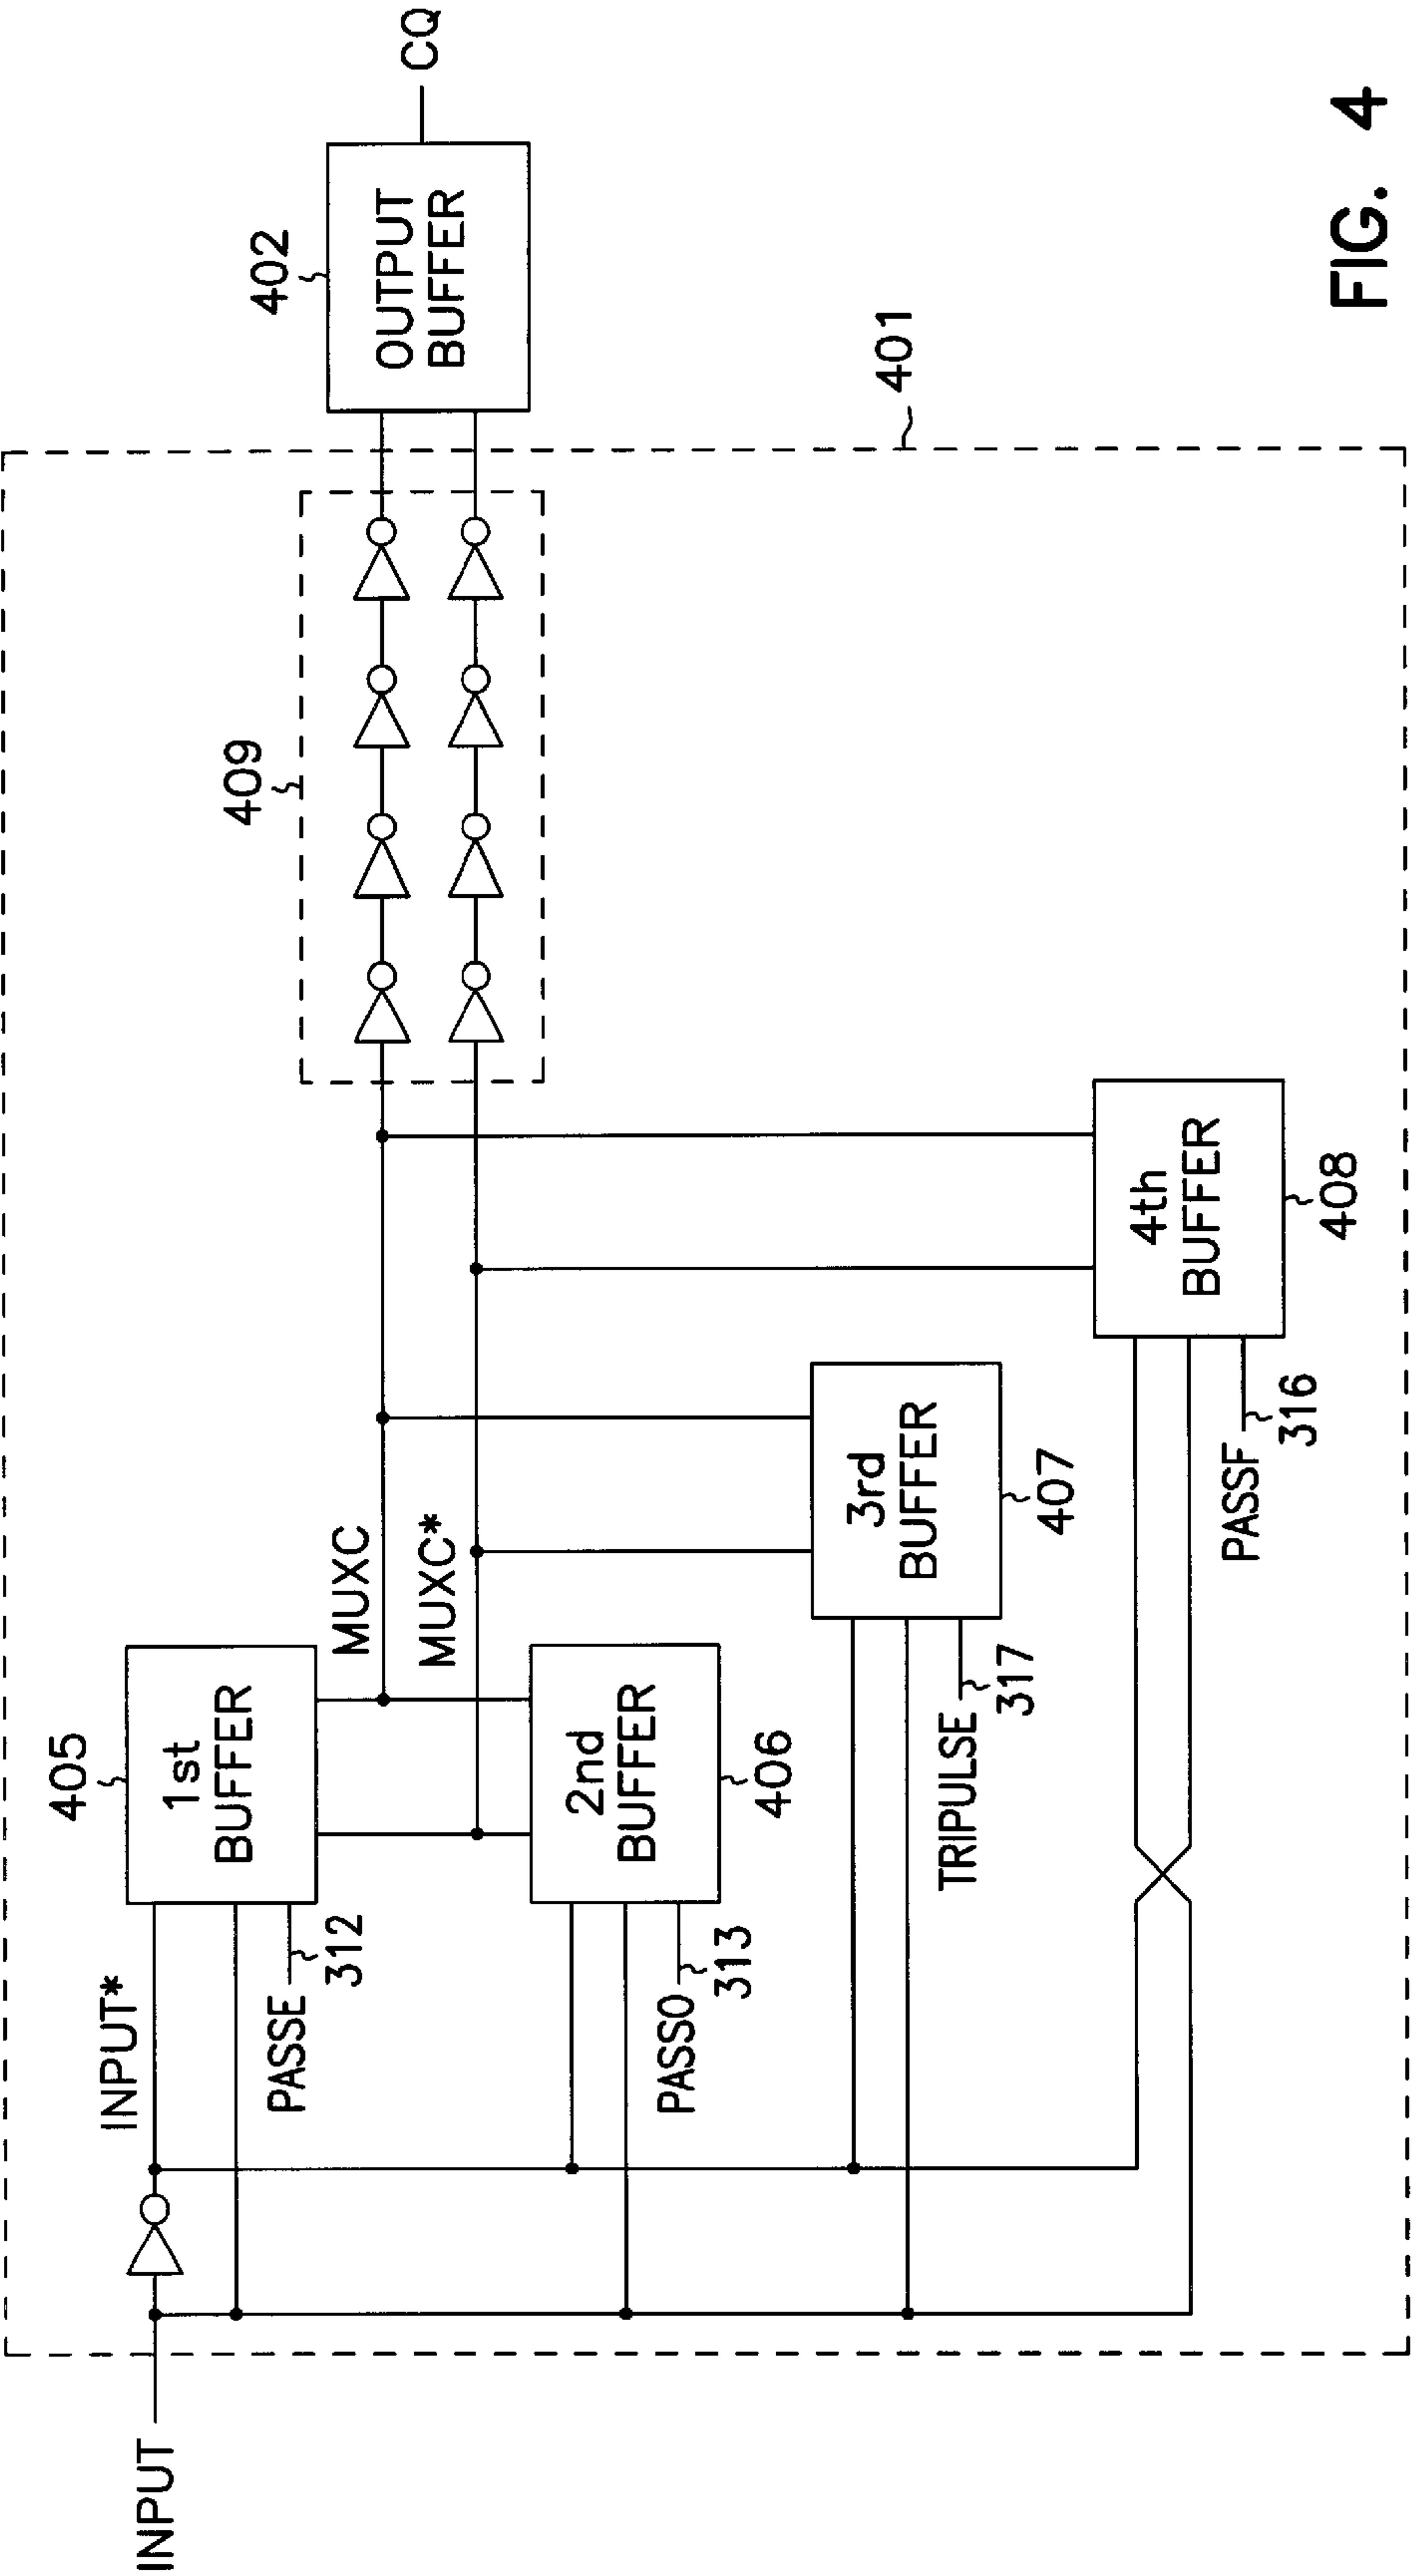 INPUT
INPUT*
405
1st
BUFFER
PASSE
312
MUXC
MUXC*
2nd
BUFFER
406
PASSO
313
3rd
BUFFER
407
TRIPULSE
317
4th
BUFFER
408
PASSF
316
409
401
402
OUTPUT
BUFFER
CQ
FIG. 4